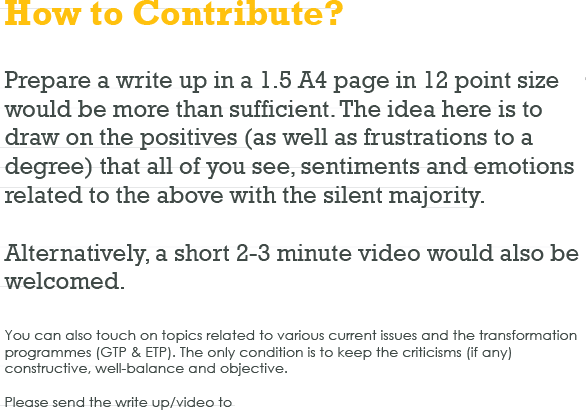 How to Contribute?
Prepare a write up in a 1.5 A4 page in 12 point size
would be more than sufficient. The idea here is to
draw on the positives (as well as frustrations to a
degree) that all of you see, sentiments and emotions
related to the above with the silent majority.
Alternatively, a short 2-3 minute video would also be
welcomed.
You can also touch on topics related to various current issues and the transformation
programmes (GTP & ETP). The only condition is to keep the criticisms (if any)
constructive, well-balance and objective.
Please send the write up/video to